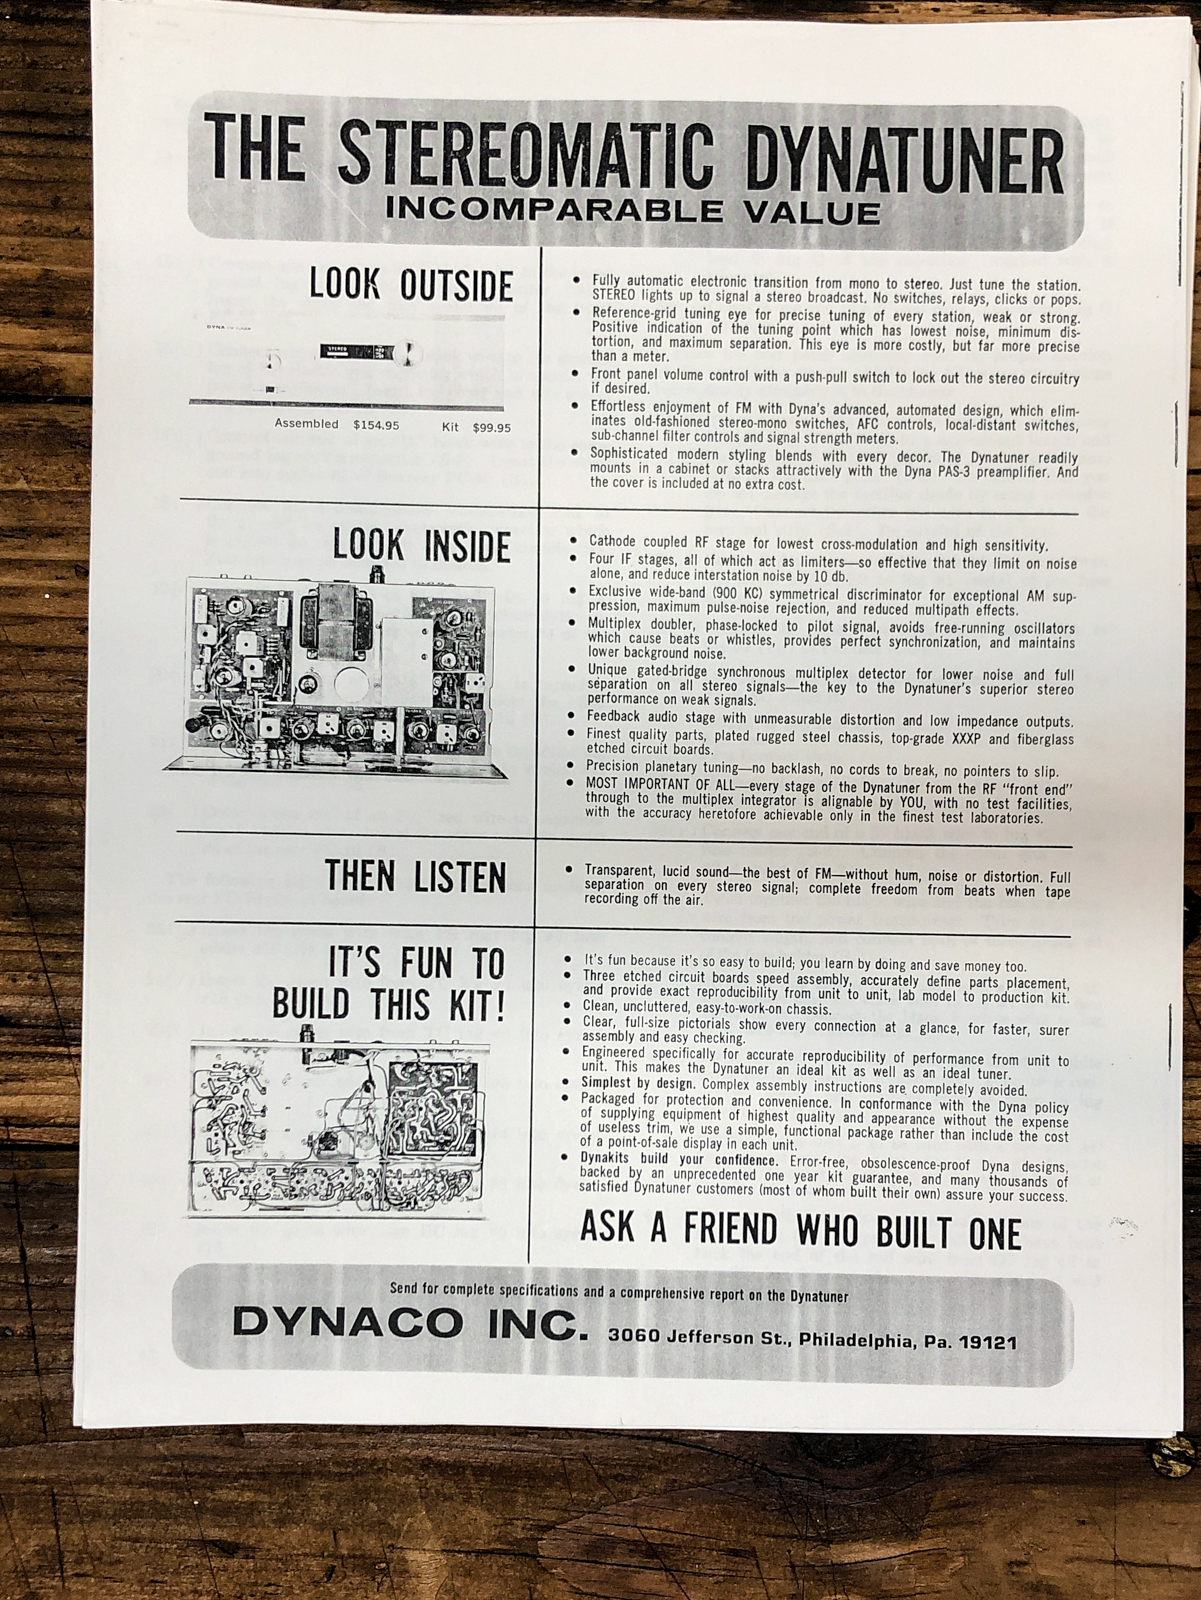 THE STEREOMATIC DYNATUNER
INCOMPARABLE VALUE
LOOK OUTSIDE
DYNA
STEREO
Assembled $154.95 Kit $99.95
• Fully automatic electronic transition from mono to stereo. Just tune the station.
STEREO lights up to signal a stereo broadcast. No switches, relays, clicks or pops.
• Reference-grid tuning eye for precise tuning of every station, weak or strong.
Positive indication of the tuning point which has lowest noise, minimum dis-
tortion, and maximum separation. This eye is more costly, but far more precise
than a meter.
• Front panel volume control with a push-pull switch to lock out the stereo circuitry
if desired.
• Effortless enjoyment of FM with Dyna's advanced, automated design, which elim-
inates old-fashioned stereo-mono switches, AFC controls, local-distant switches,
sub-channel filter controls and signal strength meters.
• Sophisticated modern styling blends with every decor. The Dynatuner readily
mounts in a cabinet or stacks attractively with the Dyna PAS-3 preamplifier. And
the cover is included at no extra cost.
LOOK INSIDE
• Cathode coupled RF stage for lowest cross-modulation and high sensitivity.
• Four IF stages, all of which act as limiters—so effective that they limit on noise
alone, and reduce interstation noise by 10 db.
• Exclusive wide-band (900 KC) symmetrical discriminator for exceptional AM sup-
pression, maximum pulse-noise rejection, and reduced multipath effects.
• Multiplex doubler, phase-locked to pilot signal, avoids free-running oscillators
which cause beats or whistles, provides perfect synchronization, and maintains
lower background noise.
• Unique gated-bridge synchronous multiplex detector for lower noise and full
separation on all stereo signals—the key to the Dynatuner's superior stereo
performance on weak signals.
• Feedback audio stage with unmeasurable distortion and low impedance outputs.
• Finest quality parts, plated rugged steel chassis, top-grade XXXP and fiberglass
etched circuit boards.
• Precision planetary tuning—no backlash, no cords to break, no pointers to slip.
• MOST IMPORTANT OF ALL—every stage of the Dynatuner from the RF "front end"
through to the multiplex integrator is alignable by YOU, with no test facilities,
with the accuracy heretofore achievable only in the finest test laboratories.
THEN LISTEN
• Transparent, lucid sound—the best of FM—without hum, noise or distortion. Full
separation on every stereo signal; complete freedom from beats when tape
recording off the air.
IT'S FUN TO
BUILD THIS KIT!
• It's fun because it's so easy to build; you learn by doing and save money too.
• Three etched circuit boards speed assembly, accurately define parts placement,
and provide exact reproducibility from unit to unit, lab model to production kit.
• Clean, uncluttered, easy-to-work-on chassis.
• Clear, full-size pictorials show every connection at a glance, for faster, surer
assembly and easy checking.
• Engineered specifically for accurate reproducibility of performance from unit to
unit. This makes the Dynatuner an ideal kit as well as an ideal tuner.
• Simplest by design. Complex assembly instructions are completely avoided.
• Packaged for protection and convenience. In conformance with the Dyna policy
of supplying equipment of highest quality and appearance without the expense
of useless trim, we use a simple, functional package rather than include the cost
of a point-of-sale display in each unit.
• Dynakits build your confidence. Error-free, obsolescence-proof Dyna designs,
backed by an unprecedented one year kit guarantee, and many thousands of
satisfied Dynatuner customers (most of whom built their own) assure your success.
ASK A FRIEND WHO BUILT ONE
Send for complete specifications and a comprehensive report on the Dynatuner
DYNACO INC. 3060 Jefferson St., Philadelphia, Pa. 19121